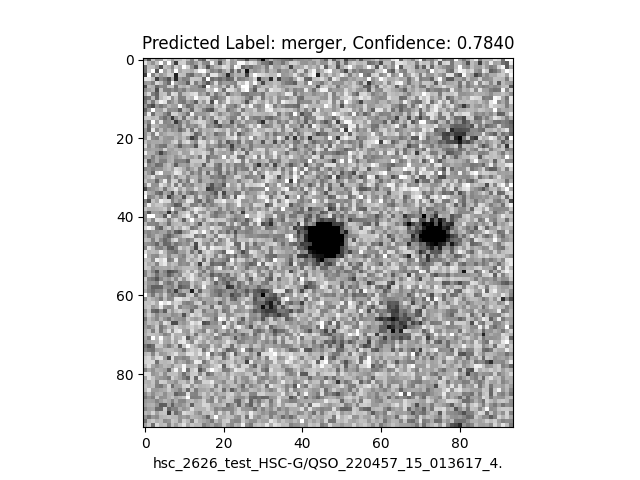 Predicted Label: merger, Confidence: 0.7840
0
20
40
60
80
0 20 40 60 80
hsc_2626_test_HSC-G/QSO_220457_15_013617_4.